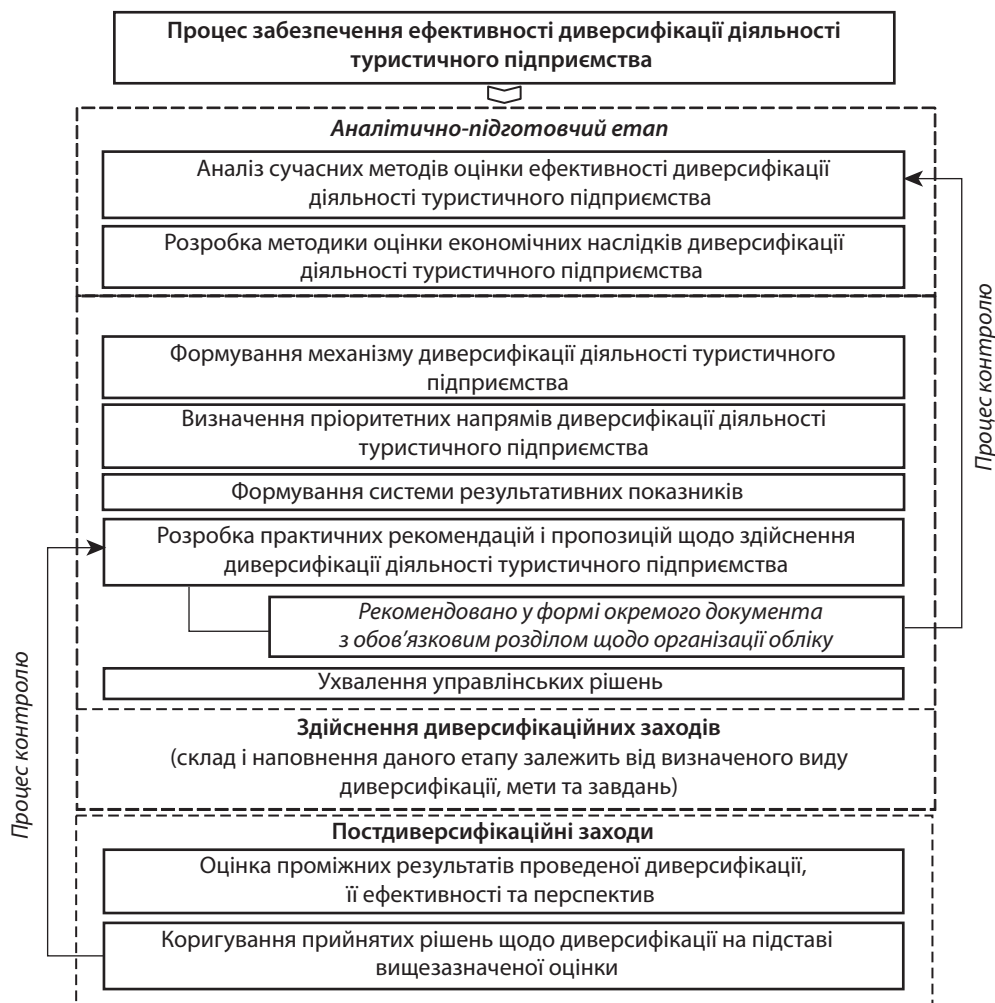 Процес забезпечення ефективності диверсифікації діяльності
туристичного підприємства
Аналітично-підготовчий етап
Аналіз сучасних методів оцінки ефективності диверсифікації
діяльності туристичного підприємства
Розробка методики оцінки економічних наслідків диверсифікації
діяльності туристичного підприємства
Формування механізму диверсифікації діяльності туристичного
підприємства
Визначення пріоритетних напрямів диверсифікації діяльності
туристичного підприємства
Формування системи результативних показників
Розробка практичних рекомендацій і пропозицій щодо здійснення
диверсифікації діяльності туристичного підприємства
Рекомендовано у формі окремого документа
з обов’язковим розділом щодо організації обліку
Ухвалення управлінських рішень
Здійснення диверсифікаційних заходів
(склад і наповнення даного етапу залежить від визначеного виду
диверсифікації, мети та завдань)
Постдиверсифікаційні заходи
Оцінка проміжних результатів проведеної диверсифікації,
її ефективності та перспектив
Коригування прийнятих рішень щодо диверсифікації на підставі
вищезазначеної оцінки
Процес контролю
Процес контролю